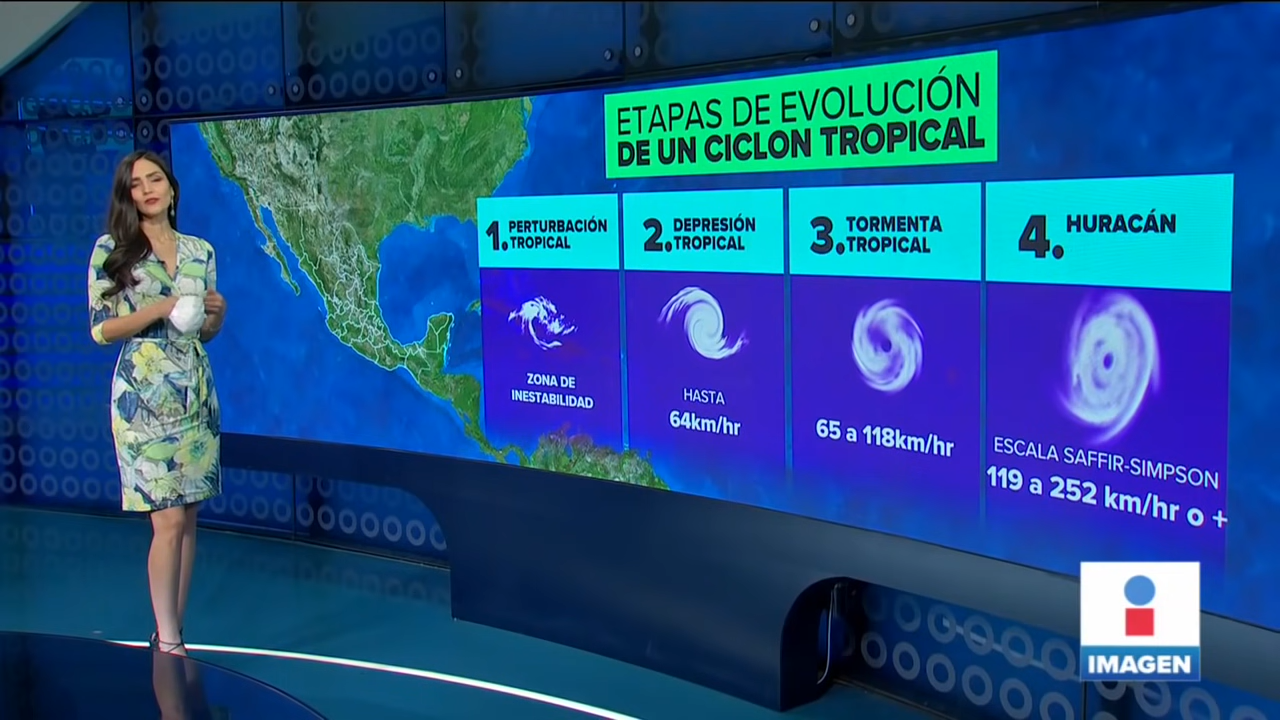 ETAPAS DE EVOLUCIÓN
DE UN CICLON TROPICAL
1. PERTURBACIÓN
TROPICAL
ZONA DE
INESTABILIDAD
2. DEPRESIÓN
TROPICAL
HASTA
64km/hr
3. TORMENTA
TROPICAL
65 a 118km/hr
4. HURACÁN
ESCALA SAFFIR-SIMPSON
119 a 252 km/hr o +
IMAGEN